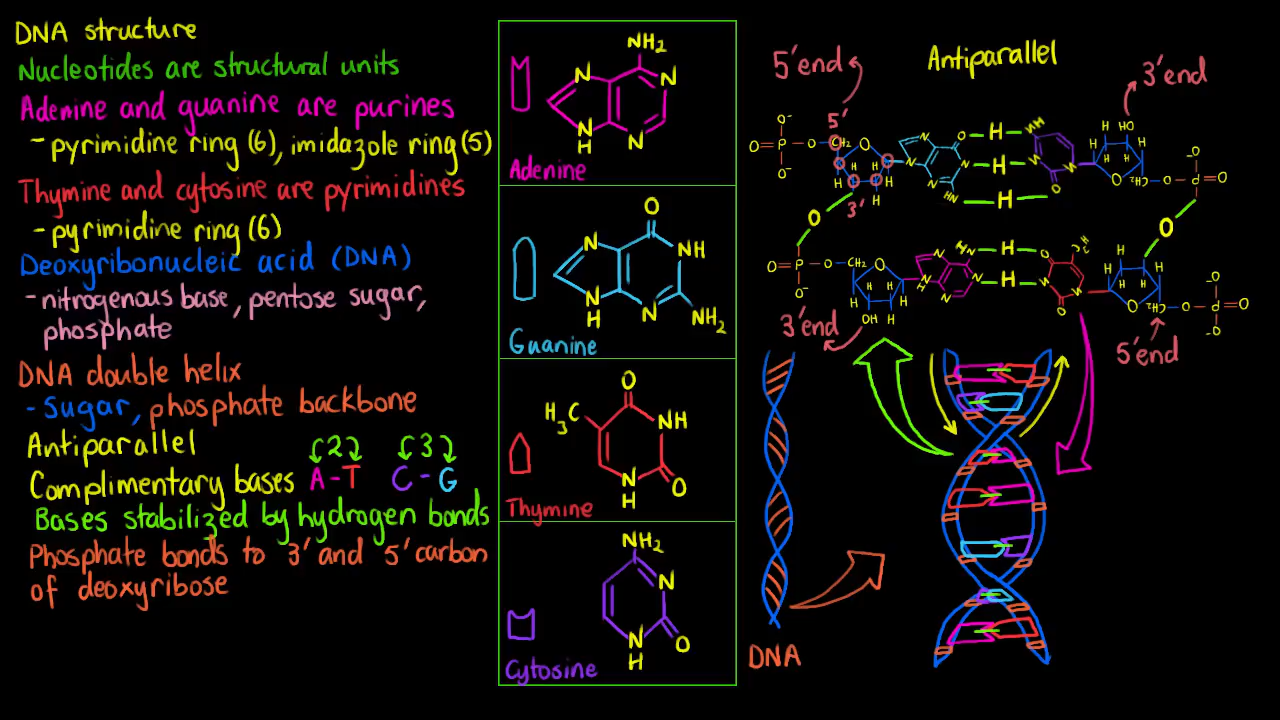 DNA structure
Nucleotides are structural units
Adenine and guanine are purines
- pyrimidine ring (6), imidazole ring (5)
Thymine and cytosine are pyrimidines
- pyrimidine ring (6)
Deoxyribonucleic acid (DNA)
- nitrogenous base, pentose sugar,
phosphate
DNA double helix
- Sugar, phosphate backbone
Antiparallel
2 3
Complimentary bases A - T C - G
Bases stabilized by hydrogen bonds
Phosphate bonds to 3' and 5' carbon
of deoxyribose
NH2
N
N
N
H
N
Adenine
O
N
NH
N
H
N
NH2
Guanine
O
H3C
NH
N
H
O
Thymine
NH2
N
N
H
O
Cytosine
Antiparallel
5'end
3'end
5'
3'
H
H
H
H
H
3'end
5'end
DNA